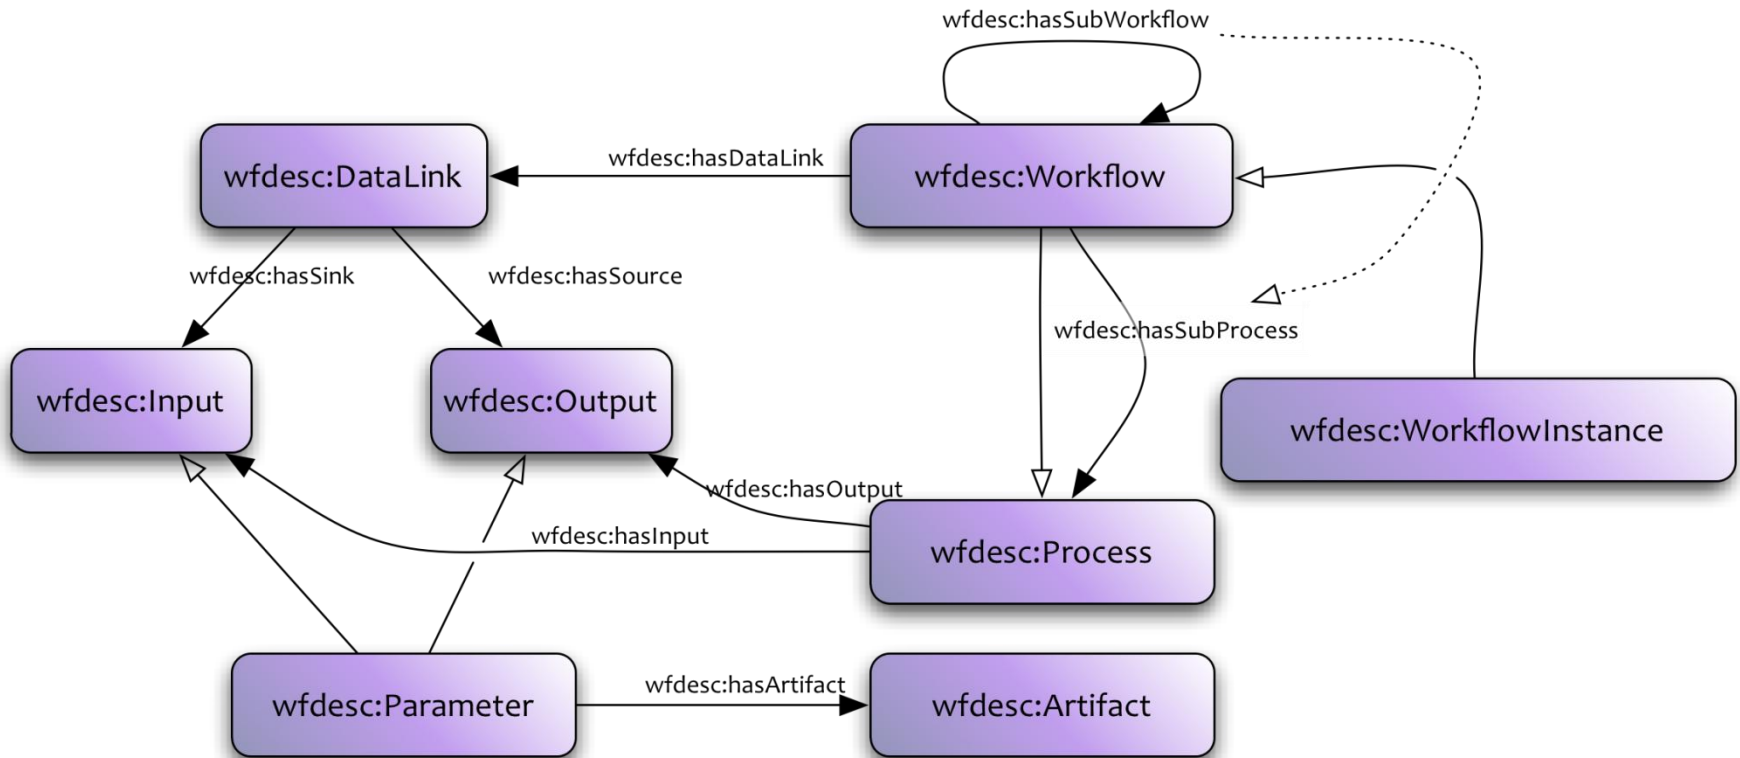 wfdesc:hasSubWorkflow
wfdesc:DataLink
wfdesc:hasDataLink
wfdesc:Workflow
wfdesc:hasSink
wfdesc:hasSource
wfdesc:hasSubProcess
wfdesc:Input
wfdesc:Output
wfdesc:WorkflowInstance
wfdesc:hasOutput
wfdesc:hasInput
wfdesc:Process
wfdesc:Parameter
wfdesc:hasArtifact
wfdesc:Artifact